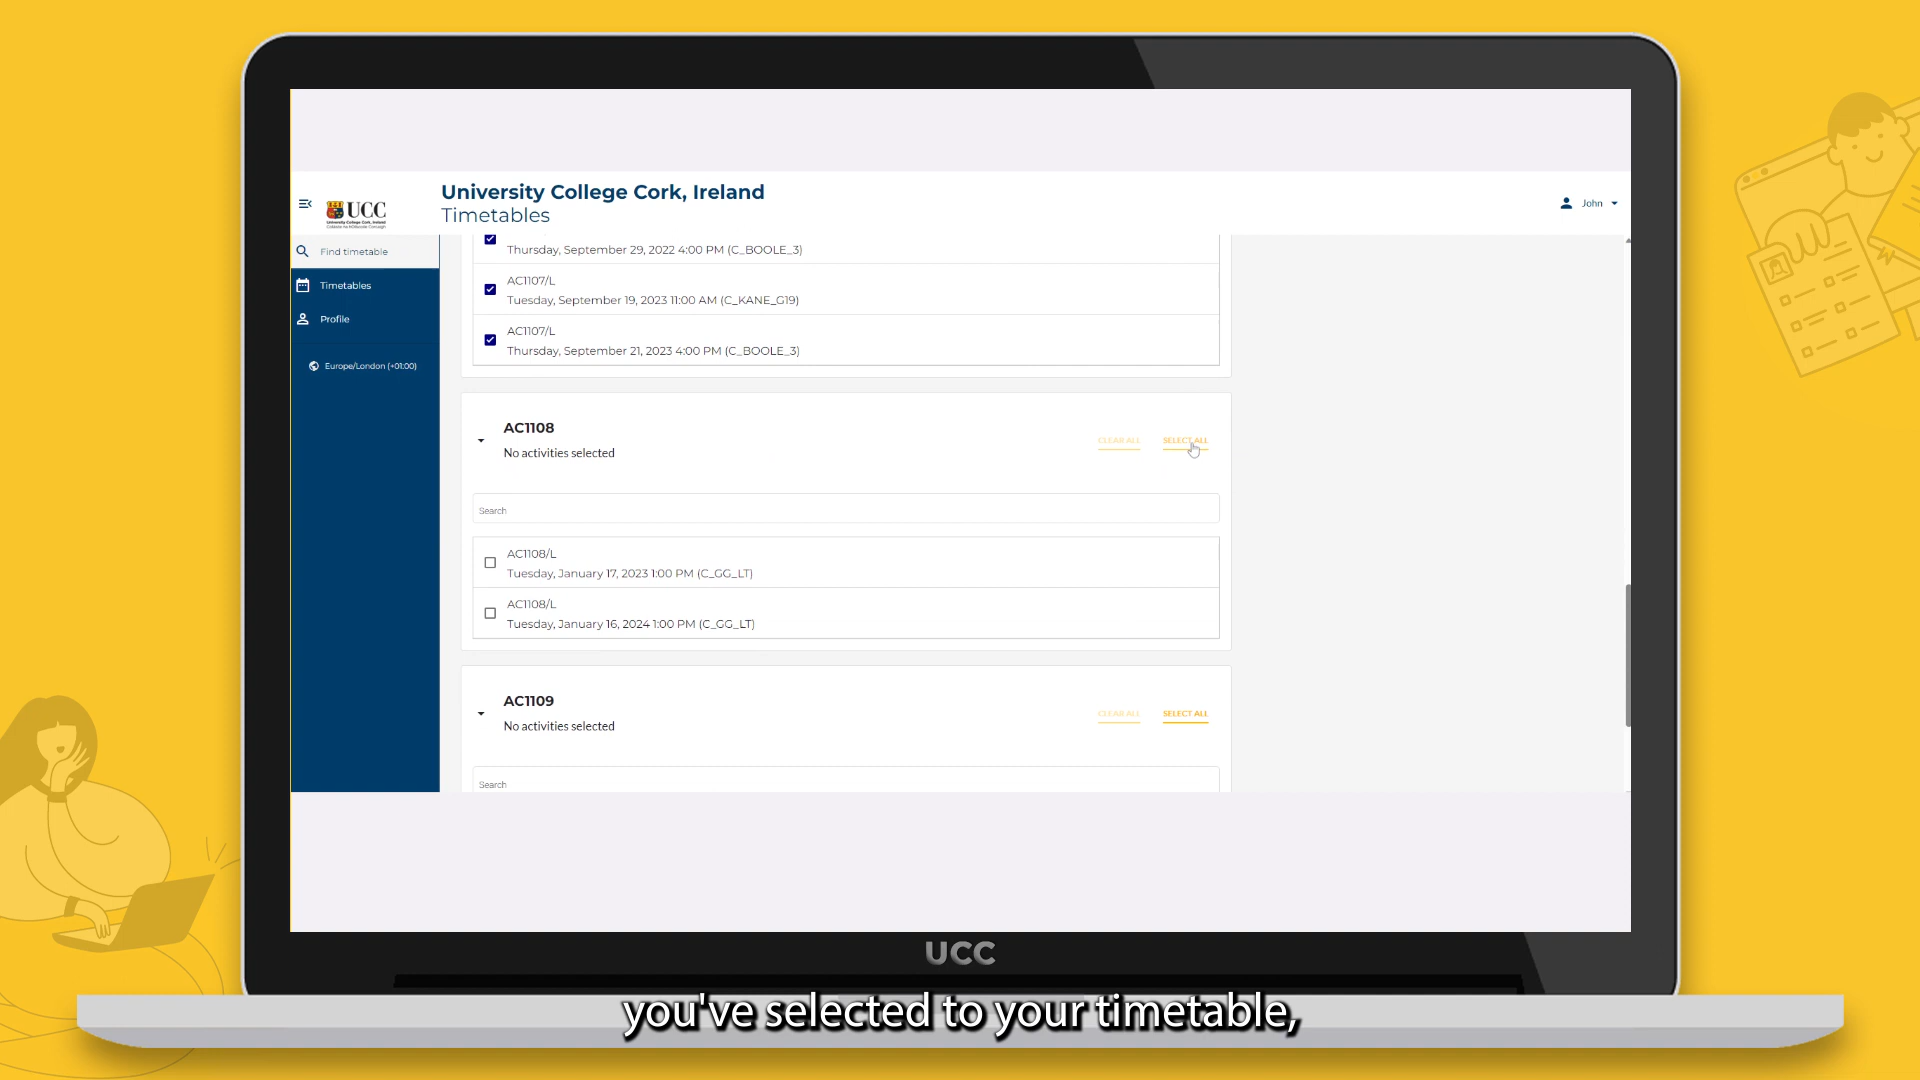 University College Cork, Ireland
Timetables
UCC
John
Find timetable
Timetables
Profile
Europe/London (+01:00)
Thursday, September 29, 2022 4:00 PM (C_BOOLE_3)
AC1107/L
Tuesday, September 19, 2023 11:00 AM (C_KANE_G19)
AC1107/L
Thursday, September 21, 2023 4:00 PM (C_BOOLE_3)
AC1108
No activities selected
CLEAR ALL
SELECT ALL
Search
AC1108/L
Tuesday, January 17, 2023 1:00 PM (C_GG_LT)
AC1108/L
Tuesday, January 16, 2024 1:00 PM (C_GG_LT)
AC1109
No activities selected
CLEAR ALL
SELECT ALL
Search
UCC
you've selected to your timetable,